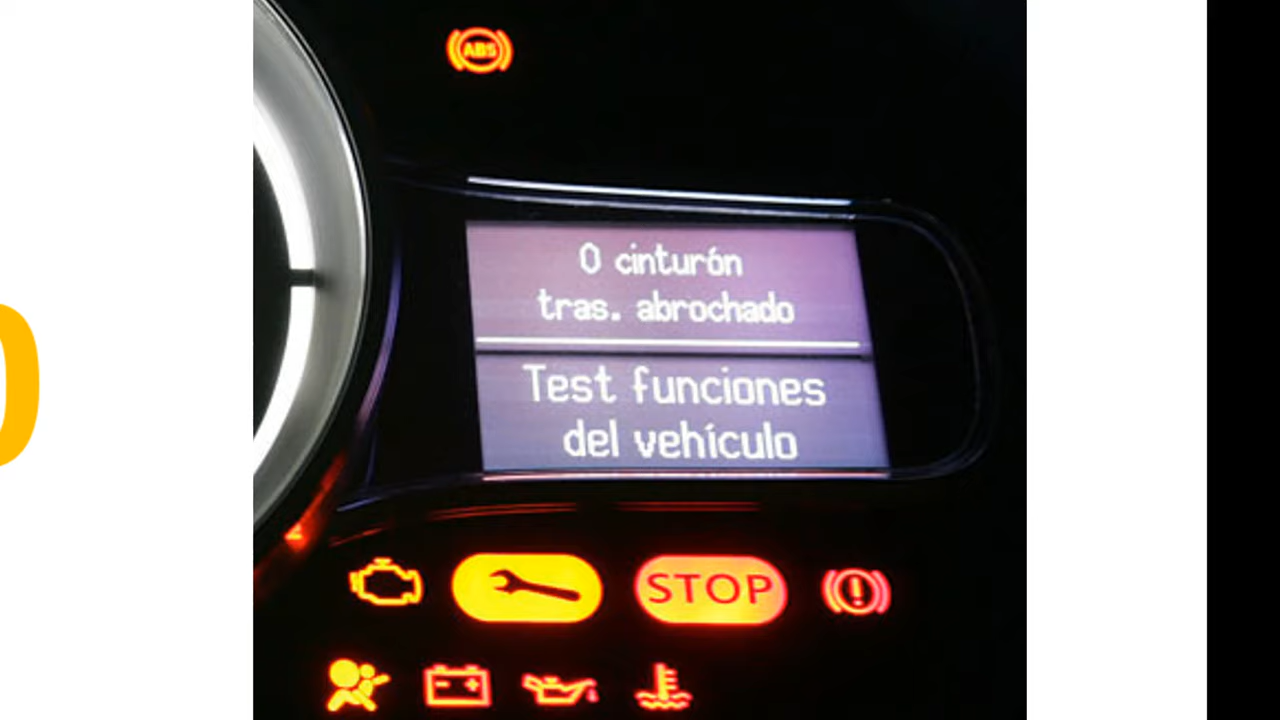 ABS
0 cinturón
tras. abrochado
Test funciones
del vehículo
STOP